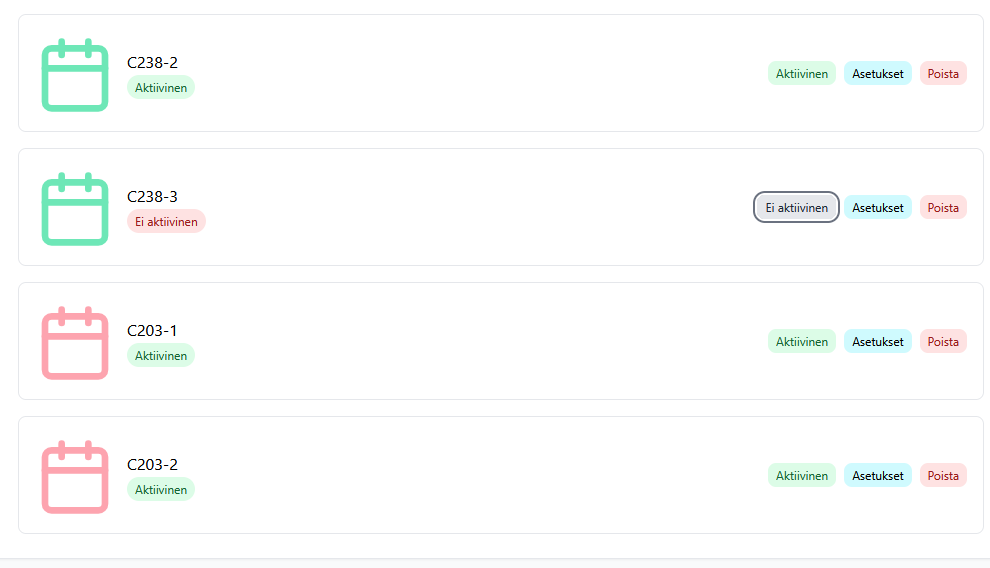 C238-2
Aktiivinen
Aktiivinen Asetukset Poista
C238-3
Ei aktiivinen
Ei aktiivinen Asetukset Poista
C203-1
Aktiivinen
Aktiivinen Asetukset Poista
C203-2
Aktiivinen
Aktiivinen Asetukset Poista